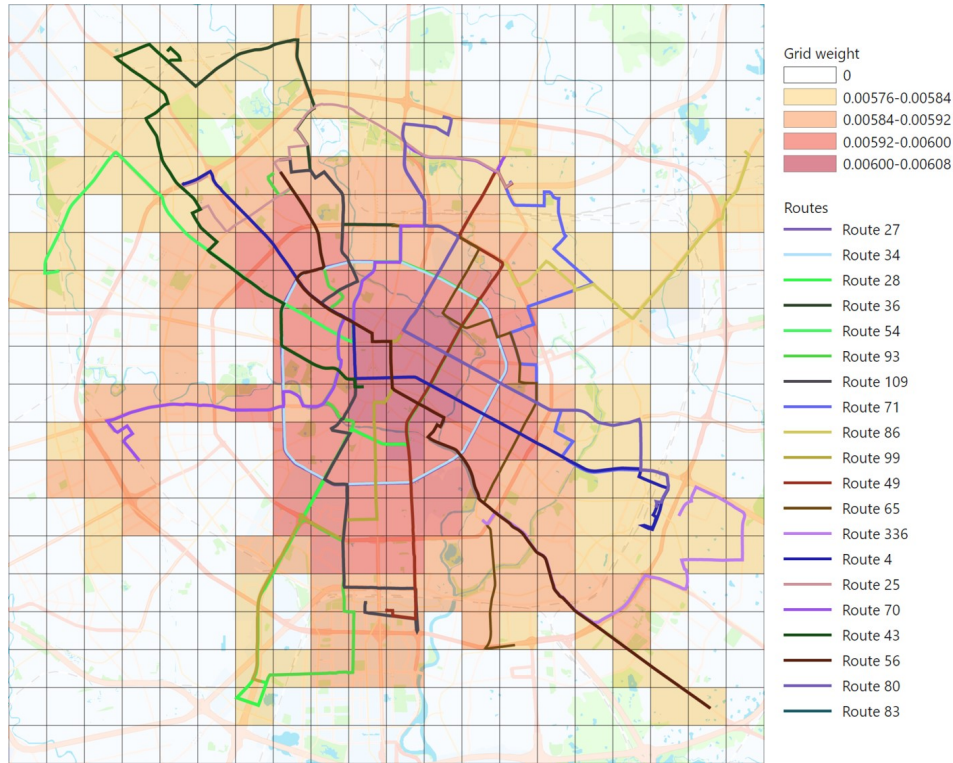 Grid weight
0
0.00576-0.00584
0.00584-0.00592
0.00592-0.00600
0.00600-0.00608
Routes
Route 27
Route 34
Route 28
Route 36
Route 54
Route 93
Route 109
Route 71
Route 86
Route 99
Route 49
Route 65
Route 336
Route 4
Route 25
Route 70
Route 43
Route 56
Route 80
Route 83